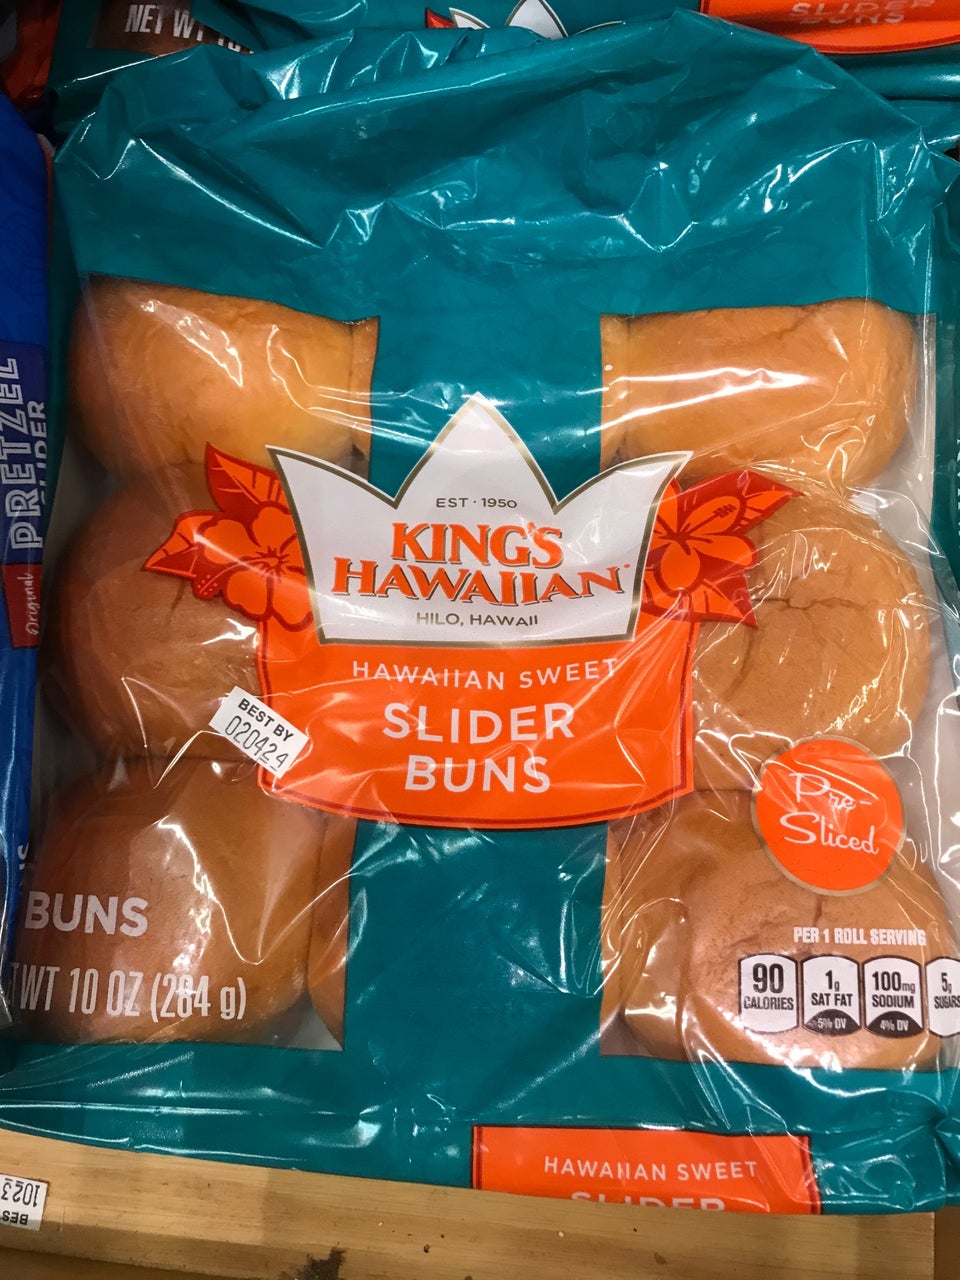 NET WT
SLIDER
BUNS
PRETZEL
SLIDER
Original
EST · 1950
KING'S
HAWAIIAN
HILO, HAWAII
HAWAIIAN SWEET
SLIDER
BUNS
BEST BY
020424
Pre-
Sliced
BUNS
WT 10 OZ (284 g)
PER 1 ROLL SERVING
90
CALORIES
1g
SAT FAT
5% DV
100mg
SODIUM
4% DV
5g
SUGARS
HAWAIIAN SWEET
SLIDER
BES
1023